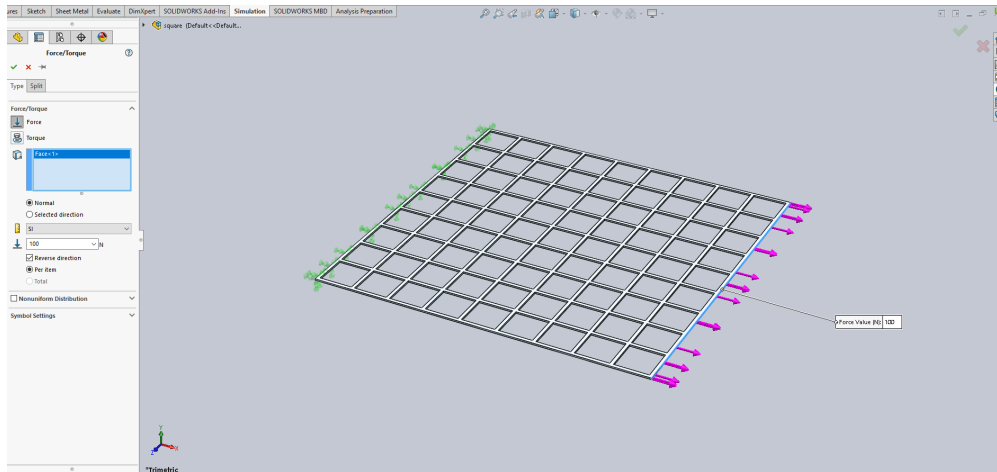 ures Sketch Sheet Metal Evaluate DimXpert SOLIDWORKS Add-Ins Simulation SOLIDWORKS MBD Analysis Preparation
square (Default<<Default...
Force/Torque
Type Split
Force/Torque
Force
Torque
Face<1>
Normal
Selected direction
SI
100 N
Reverse direction
Per item
Total
Nonuniform Distribution
Symbol Settings
Force Value (N): 100
Y
X
Z
*Trimetric